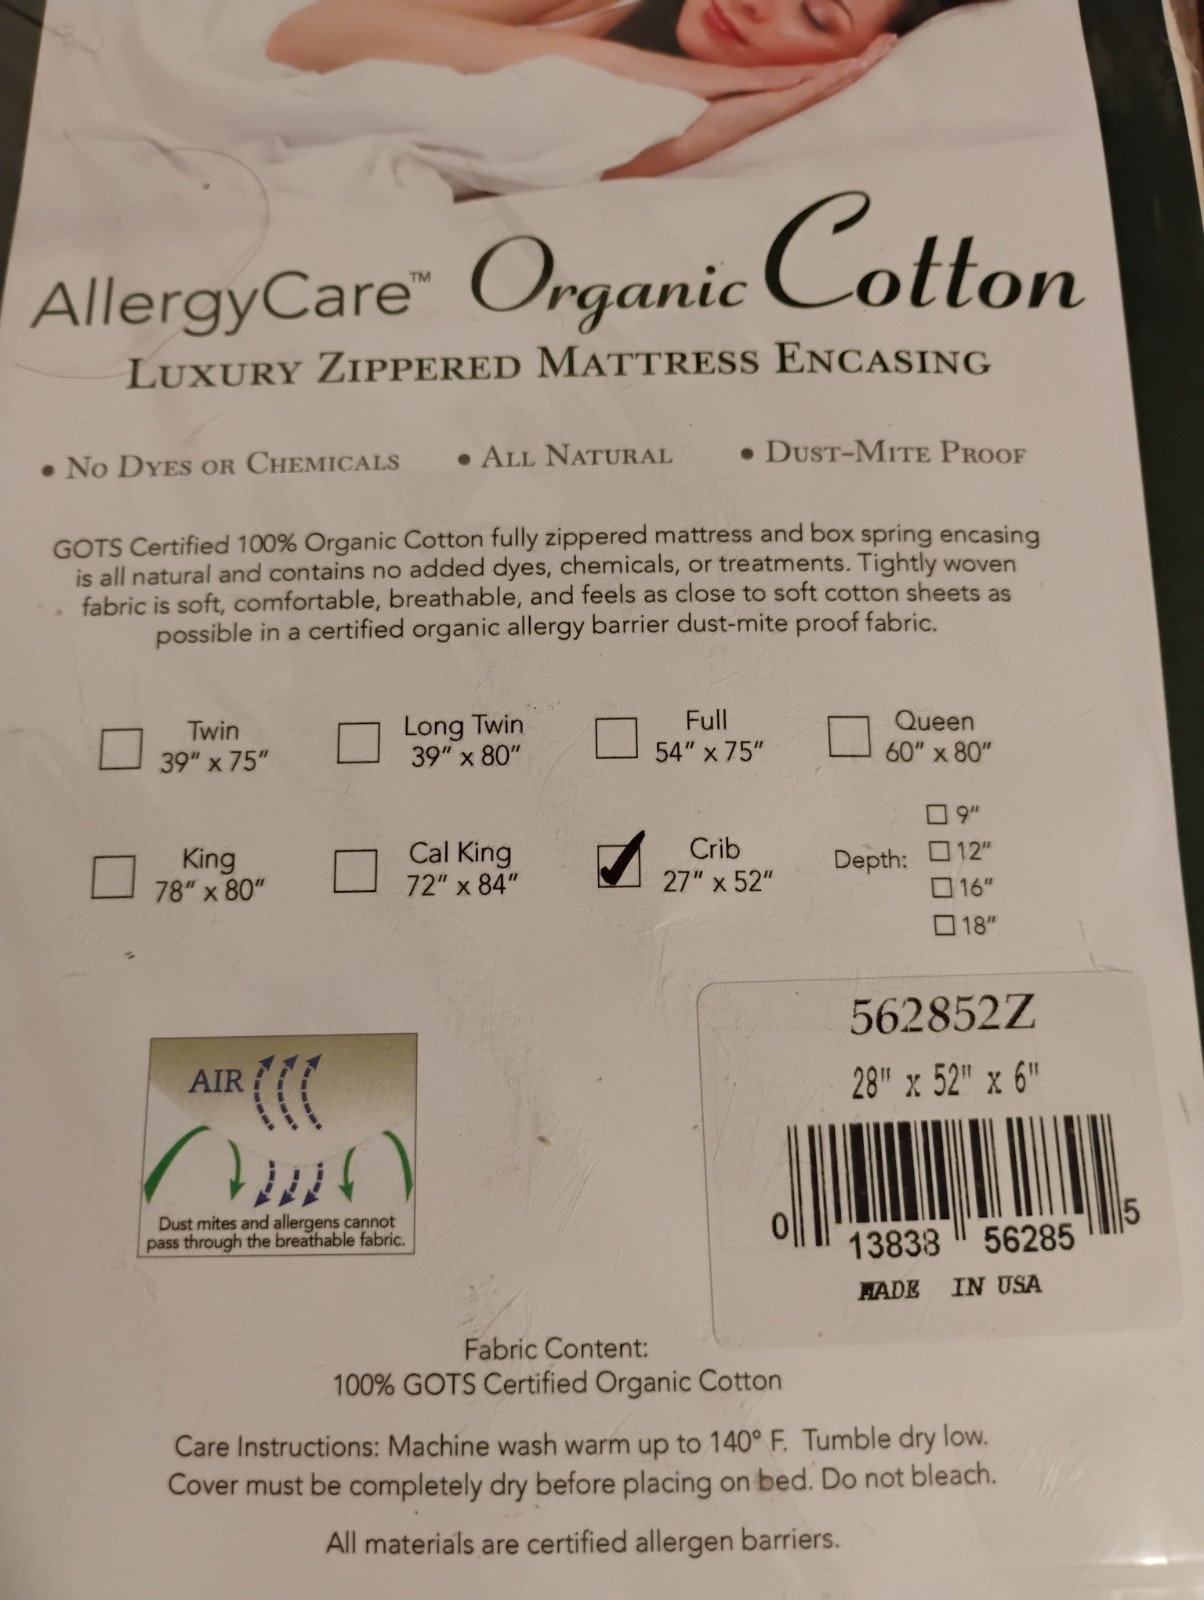 AllergyCare™ Organic Cotton
LUXURY ZIPPERED MATTRESS ENCASING
• NO DYES OR CHEMICALS • ALL NATURAL • DUST-MITE PROOF
GOTS Certified 100% Organic Cotton fully zippered mattress and box spring encasing
is all natural and contains no added dyes, chemicals, or treatments. Tightly woven
fabric is soft, comfortable, breathable, and feels as close to soft cotton sheets as
possible in a certified organic allergy barrier dust-mite proof fabric.
Twin
39" x 75"
Long Twin
39" x 80"
Full
54" x 75"
Queen
60" x 80"
King
78" x 80"
Cal King
72" x 84"
Crib
27" x 52"
Depth:
9"
12"
16"
18"
562852Z
28" x 52" x 6"
0 13838 56285 5
MADE IN USA
AIR
Dust mites and allergens cannot
pass through the breathable fabric.
Fabric Content:
100% GOTS Certified Organic Cotton
Care Instructions: Machine wash warm up to 140° F. Tumble dry low.
Cover must be completely dry before placing on bed. Do not bleach.
All materials are certified allergen barriers.